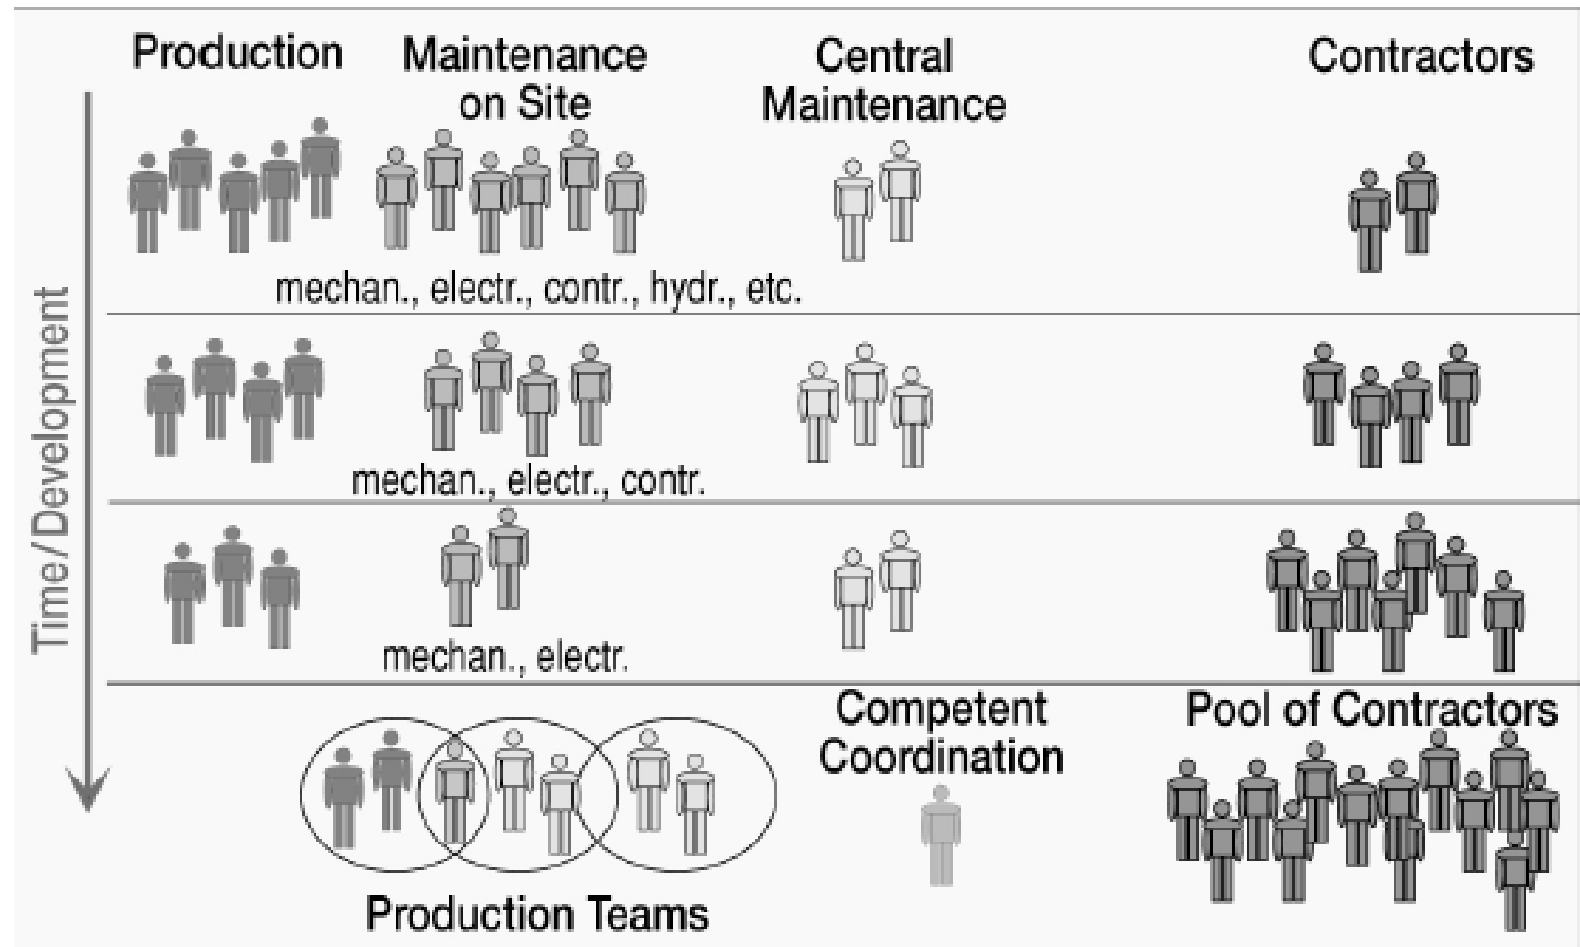 Production
Maintenance
on Site
Central
Maintenance
Contractors
mechan., electr., contr., hydr., etc.
Time/Development
mechan., electr., contr.
mechan., electr.
Competent
Coordination
Pool of Contractors
Production Teams